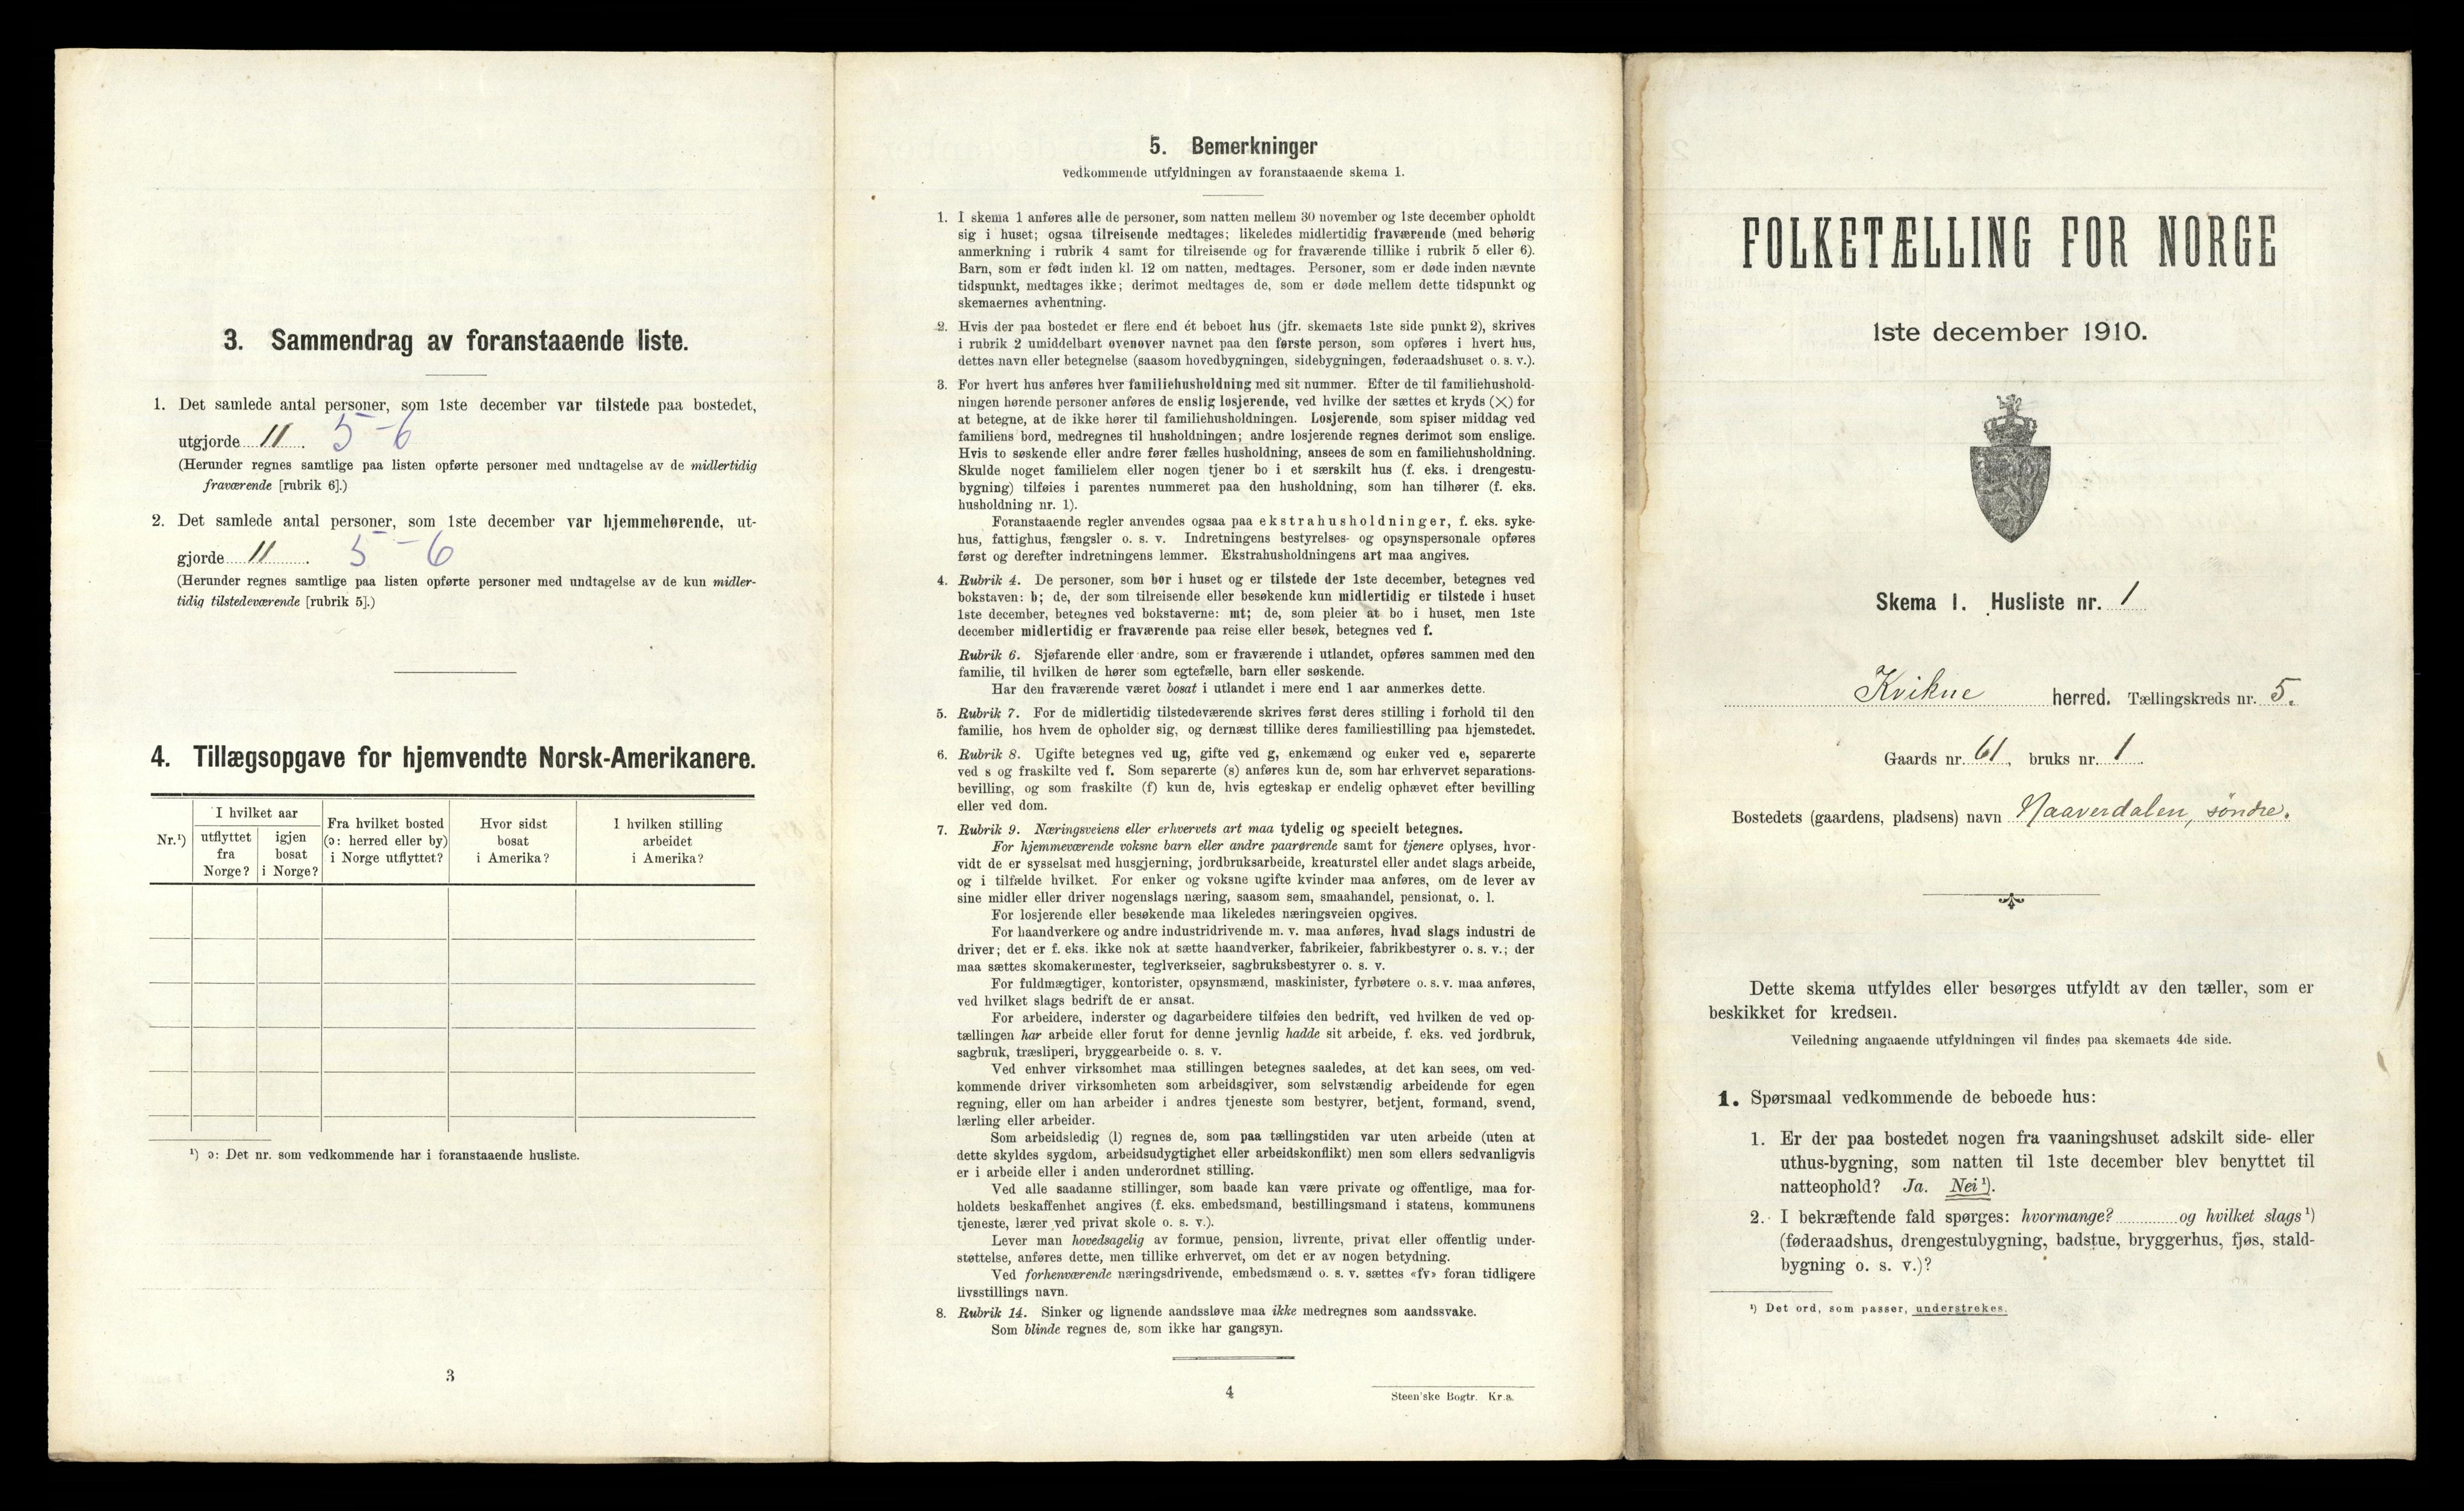 3. Sammendrag av foranstaaende liste.
1. Det samlede antal personer, som 1ste december var tilstede paa bostedet,
utgjorde 11. 5-6
(Herunder regnes samtlige paa listen opførte personer med undtagelse av de midlertidig
fraværende [rubrik 6].)
2. Det samlede antal personer, som 1ste december var hjemmehørende, ut-
gjorde 11. 5-6
(Herunder regnes samtlige paa listen opførte personer med undtagelse av de kun midler-
tidig tilstedeværende [rubrik 5].)
4. Tillægsopgave for hjemvendte Norsk-Amerikanere.
Nr.¹)
I hvilket aar
utflyttet
fra
Norge?
igjen
bosat
i Norge?
Fra hvilket bosted
(ɔ: herred eller by)
i Norge utflyttet?
Hvor sidst
bosat
i Amerika?
I hvilken stilling
arbeidet
i Amerika?
¹) ɔ: Det nr. som vedkommende har i foranstaaende husliste.
3
5. Bemerkninger
vedkommende utfyldningen av foranstaaende skema 1.
1. I skema 1 anføres alle de personer, som natten mellem 30 november og 1ste december opholdt
sig i huset; ogsaa tilreisende medtages; likeledes midlertidig fraværende (med behørig
anmerkning i rubrik 4 samt for tilreisende og for fraværende tillike i rubrik 5 eller 6).
Barn, som er født inden kl. 12 om natten, medtages. Personer, som er døde inden nævnte
tidspunkt, medtages ikke; derimot medtages de, som er døde mellem dette tidspunkt og
skemaernes avhentning.
2. Hvis der paa bostedet er flere end ét beboet hus (jfr. skemaets 1ste side punkt 2), skrives
i rubrik 2 umiddelbart ovenover navnet paa den første person, som opføres i hvert hus,
dettes navn eller betegnelse (saasom hovedbygningen, sidebygningen, føderaadshuset o. s. v.).
3. For hvert hus anføres hver familiehusholdning med sit nummer. Efter de til familiehushold-
ningen hørende personer anføres de enslig losjerende, ved hvilke der sættes et kryds (×) for
at betegne, at de ikke hører til familiehusholdningen. Losjerende, som spiser middag ved
familiens bord, medregnes til husholdningen; andre losjerende regnes derimot som enslige.
Hvis to søskende eller andre fører fælles husholdning, ansees de som en familiehusholdning.
Skulde noget familielem eller nogen tjener bo i et særskilt hus (f. eks. i drengestu-
bygning) tilføies i parentes nummeret paa den husholdning, som han tilhører (f. eks.
husholdning nr. 1).
Foranstaaende regler anvendes ogsaa paa ekstrahusholdninger, f. eks. syke-
hus, fattighus, fængsler o. s. v. Indretningens bestyrelses- og opsynspersonale opføres
først og derefter indretningens lemmer. Ekstrahusholdningens art maa angives.
4. Rubrik 4. De personer, som bor i huset og er tilstede der 1ste december, betegnes ved
bokstaven: b; de, der som tilreisende eller besøkende kun midlertidig er tilstede i huset
1ste december, betegnes ved bokstaverne: mt; de, som pleier at bo i huset, men 1ste
december midlertidig er fraværende paa reise eller besøk, betegnes ved f.
Rubrik 6. Sjøfarende eller andre, som er fraværende i utlandet, opføres sammen med den
familie, til hvilken de hører som egtefælle, barn eller søskende.
Har den fraværende været bosat i utlandet i mere end 1 aar anmerkes dette.
5. Rubrik 7. For de midlertidig tilstedeværende skrives først deres stilling i forhold til den
familie, hos hvem de opholder sig, og dernæst tillike deres familiestilling paa hjemstedet.
6. Rubrik 8. Ugifte betegnes ved ug, gifte ved g, enkemænd og enker ved e, separerte
ved s og fraskilte ved f. Som separerte (s) anføres kun de, som har erhvervet separations-
bevilling, og som fraskilte (f) kun de, hvis egteskap er endelig ophævet efter bevilling
eller ved dom.
7. Rubrik 9. Næringsveiens eller erhvervets art maa tydelig og specielt betegnes.
For hjemmeværende voksne barn eller andre paarørende samt for tjenere oplyses, hvor-
vidt de er sysselsat med husgjerning, jordbruksarbeide, kreaturstel eller andet slags arbeide,
og i tilfælde hvilket. For enker og voksne ugifte kvinder maa anføres, om de lever av
sine midler eller driver nogenslags næring, saasom søm, smaahandel, pensionat, o. l.
For losjerende eller besøkende maa likeledes næringsveien opgives.
For haandverkere og andre industridrivende m. v. maa anføres, hvad slags industri de
driver; det er f. eks. ikke nok at sætte haandverker, fabrikeier, fabrikbestyrer o. s. v.; der
maa sættes skomakermester, teglverkseier, sagbruksbestyrer o. s. v.
For fuldmægtiger, kontorister, opsynsmænd, maskinister, fyrbøtere o. s. v. maa anføres,
ved hvilket slags bedrift de er ansat.
For arbeidere, inderster og dagarbeidere tilføies den bedrift, ved hvilken de ved op-
tællingen har arbeide eller forut for denne jevnlig hadde sit arbeide, f. eks. ved jordbruk,
sagbruk, træsliperi, bryggearbeide o. s. v.
Ved enhver virksomhet maa stillingen betegnes saaledes, at det kan sees, om ved-
kommende driver virksomheten som arbeidsgiver, som selvstændig arbeidende for egen
regning, eller om han arbeider i andres tjeneste som bestyrer, betjent, formand, svend,
lærling eller arbeider.
Som arbeidsledig (l) regnes de, som paa tællingstiden var uten arbeide (uten at
dette skyldes sygdom, arbeidsudygtighet eller arbeidskonflikt) men som ellers sedvanligvis
er i arbeide eller i anden underordnet stilling.
Ved alle saadanne stillinger, som baade kan være private og offentlige, maa for-
holdets beskaffenhet angives (f. eks. embedsmand, bestillingsmand i statens, kommunens
tjeneste, lærer ved privat skole o. s. v.).
Lever man hovedsagelig av formue, pension, livrente, privat eller offentlig under-
støttelse, anføres dette, men tillike erhvervet, om det er av nogen betydning.
Ved forhenværende næringsdrivende, embedsmænd o. s. v. sættes «fv» foran tidligere
livsstillings navn.
8. Rubrik 14. Sinker og lignende aandssløve maa ikke medregnes som aandssvake.
Som blinde regnes de, som ikke har gangsyn.
4
Steen'ske Bogtr. Kr.a.
FOLKETÆLLING FOR NORGE
1ste december 1910.
Skema 1. Husliste nr. 1
Kvikne herred. Tællingskreds nr. 5.
Gaards nr. 61, bruks nr. 1.
Bostedets (gaardens, pladsens) navn Naaverdalen, söndre.
Dette skema utfyldes eller besørges utfyldt av den tæller, som er
beskikket for kredsen.
Veiledning angaaende utfyldningen vil findes paa skemaets 4de side.
1. Spørsmaal vedkommende de beboede hus:
1. Er der paa bostedet nogen fra vaaningshuset adskilt side- eller
uthus-bygning, som natten til 1ste december blev benyttet til
natteophold? Ja. Nei¹).
2. I bekræftende fald spørges: hvormange? og hvilket slags¹)
(føderaadshus, drengestubygning, badstue, bryggerhus, fjøs, stald-
bygning o. s. v.)?
¹) Det ord, som passer, understrekes.